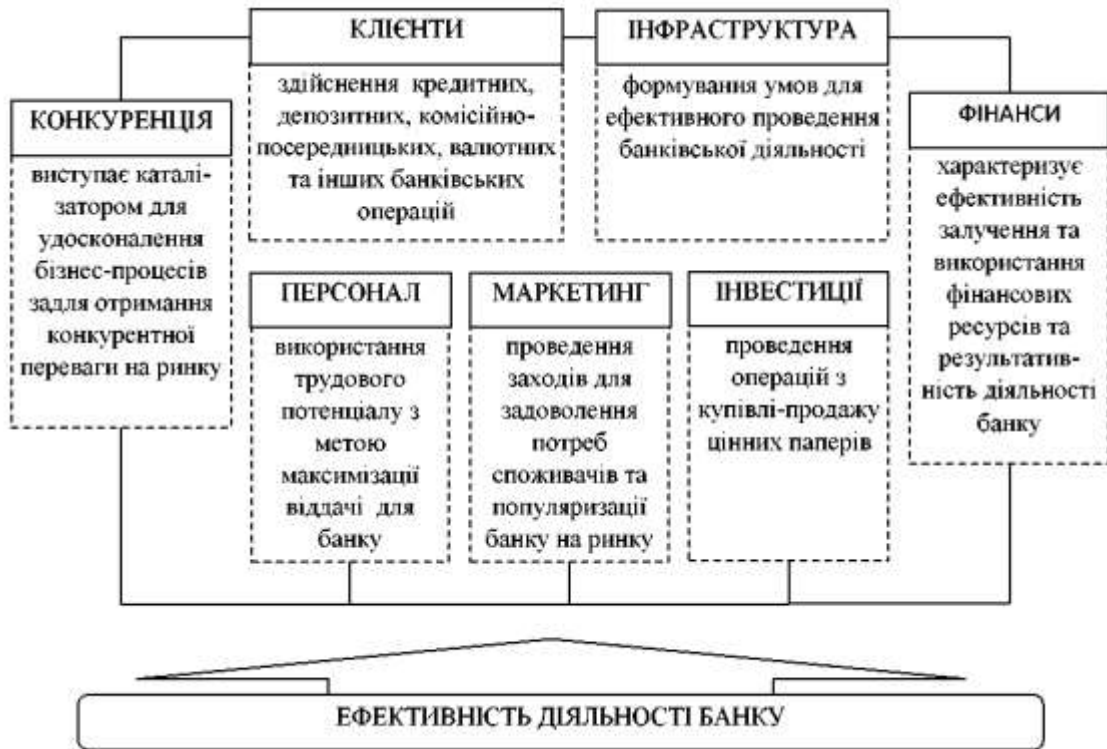 КЛІЄНТИ
здійснення кредитних,
депозитних, комісійно-
посередницьких, валютних
та інших банківських
операцій
ІНФРАСТРУКТУРА
формування умов для
ефективного проведення
банківської діяльності
КОНКУРЕНЦІЯ
виступає каталі-
затором для
удосконалення
бізнес-процесів
задля отримання
конкурентної
переваги на ринку
ФІНАНСИ
характеризує
ефективність
залучення та
використання
фінансових
ресурсів та
результатив-
ність діяльності
банку
ПЕРСОНАЛ
використання
трудового
потенціалу з
метою
максимізації
віддачі для
банку
МАРКЕТИНГ
проведення
заходів для
задоволення
потреб
споживачів та
популяризації
банку на ринку
ІНВЕСТИЦІЇ
проведення
операцій з
купівлі-продажу
цінних паперів
ЕФЕКТИВНІСТЬ ДІЯЛЬНОСТІ БАНКУ